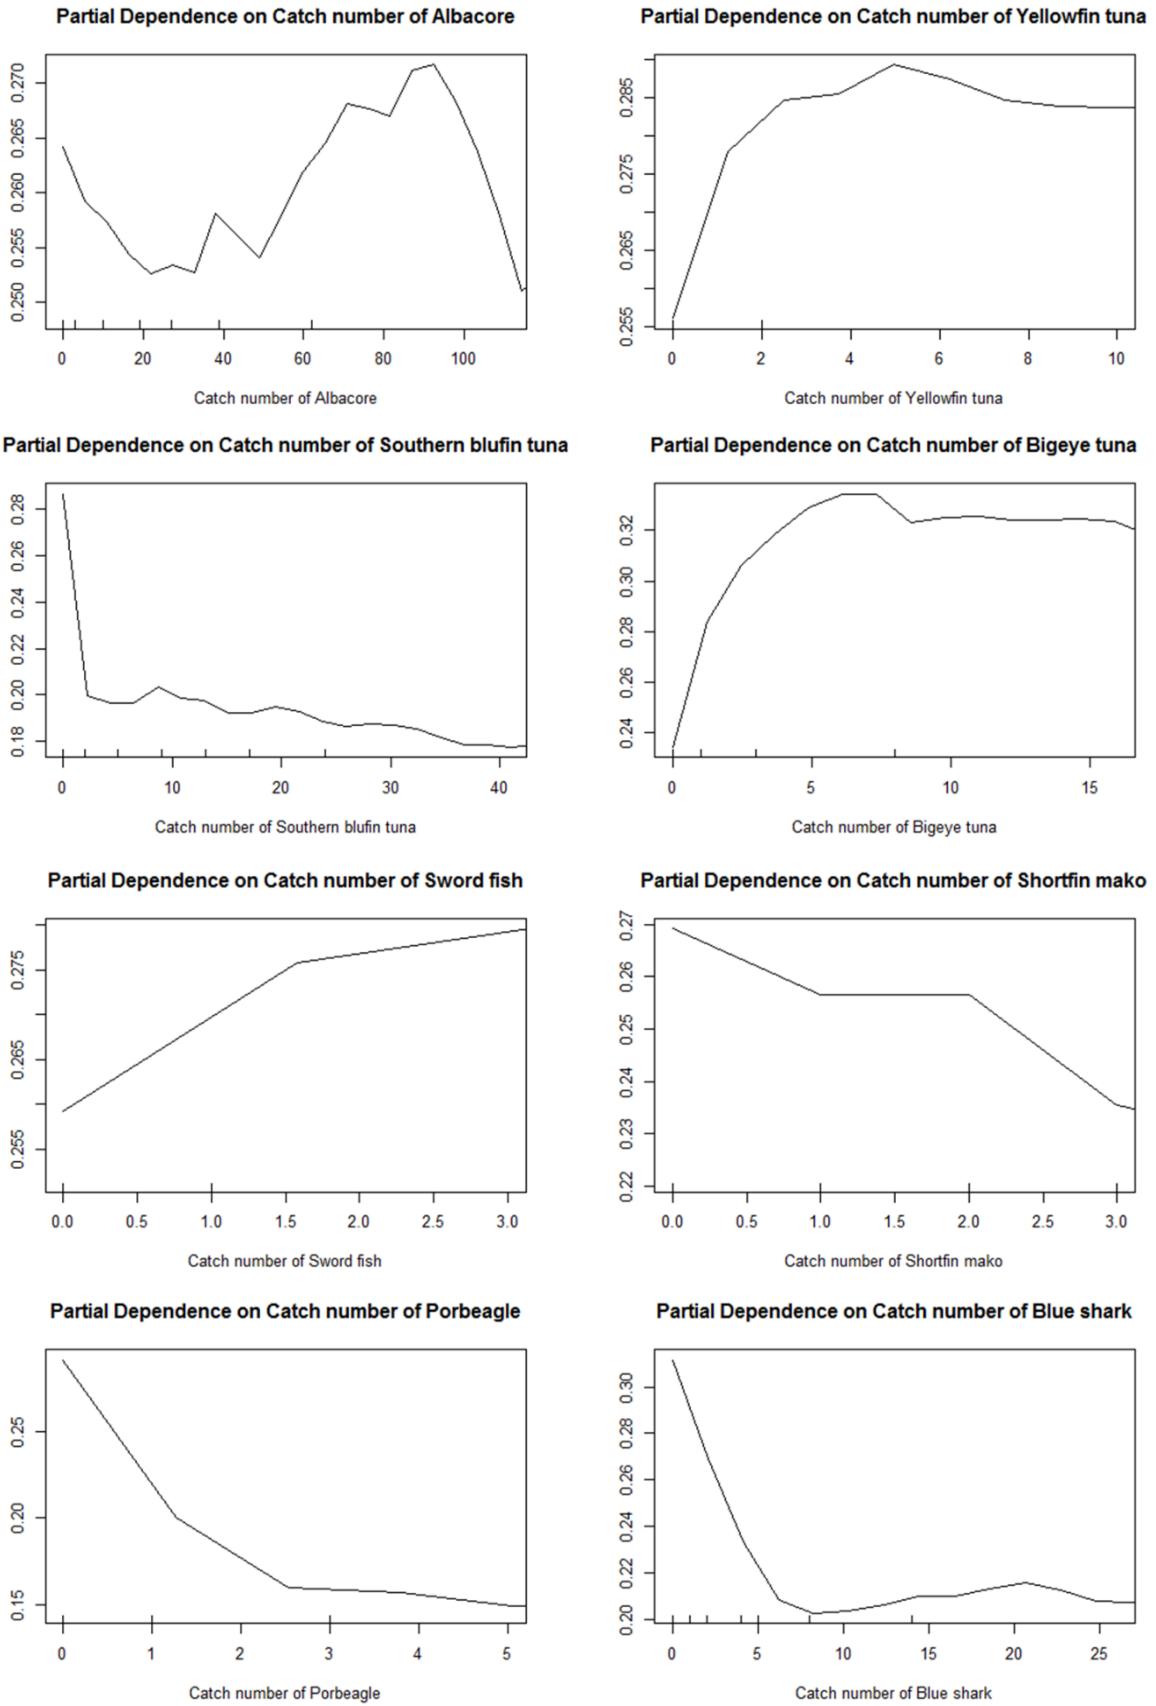 Partial Dependence on Catch number of Albacore
0.270
0.265
0.260
0.255
0.250
0 20 40 60 80 100
Catch number of Albacore
Partial Dependence on Catch number of Yellowfin tuna
0.285
0.275
0.265
0.255
0 2 4 6 8 10
Catch number of Yellowfin tuna
Partial Dependence on Catch number of Southern blufin tuna
0.28
0.26
0.24
0.22
0.20
0.18
0 10 20 30 40
Catch number of Southern blufin tuna
Partial Dependence on Catch number of Bigeye tuna
0.32
0.30
0.28
0.26
0.24
0 5 10 15
Catch number of Bigeye tuna
Partial Dependence on Catch number of Sword fish
0.275
0.265
0.255
0.0 0.5 1.0 1.5 2.0 2.5 3.0
Catch number of Sword fish
Partial Dependence on Catch number of Shortfin mako
0.27
0.26
0.25
0.24
0.23
0.22
0.0 0.5 1.0 1.5 2.0 2.5 3.0
Catch number of Shortfin mako
Partial Dependence on Catch number of Porbeagle
0.25
0.20
0.15
0 1 2 3 4 5
Catch number of Porbeagle
Partial Dependence on Catch number of Blue shark
0.30
0.28
0.26
0.24
0.22
0.20
0 5 10 15 20 25
Catch number of Blue shark